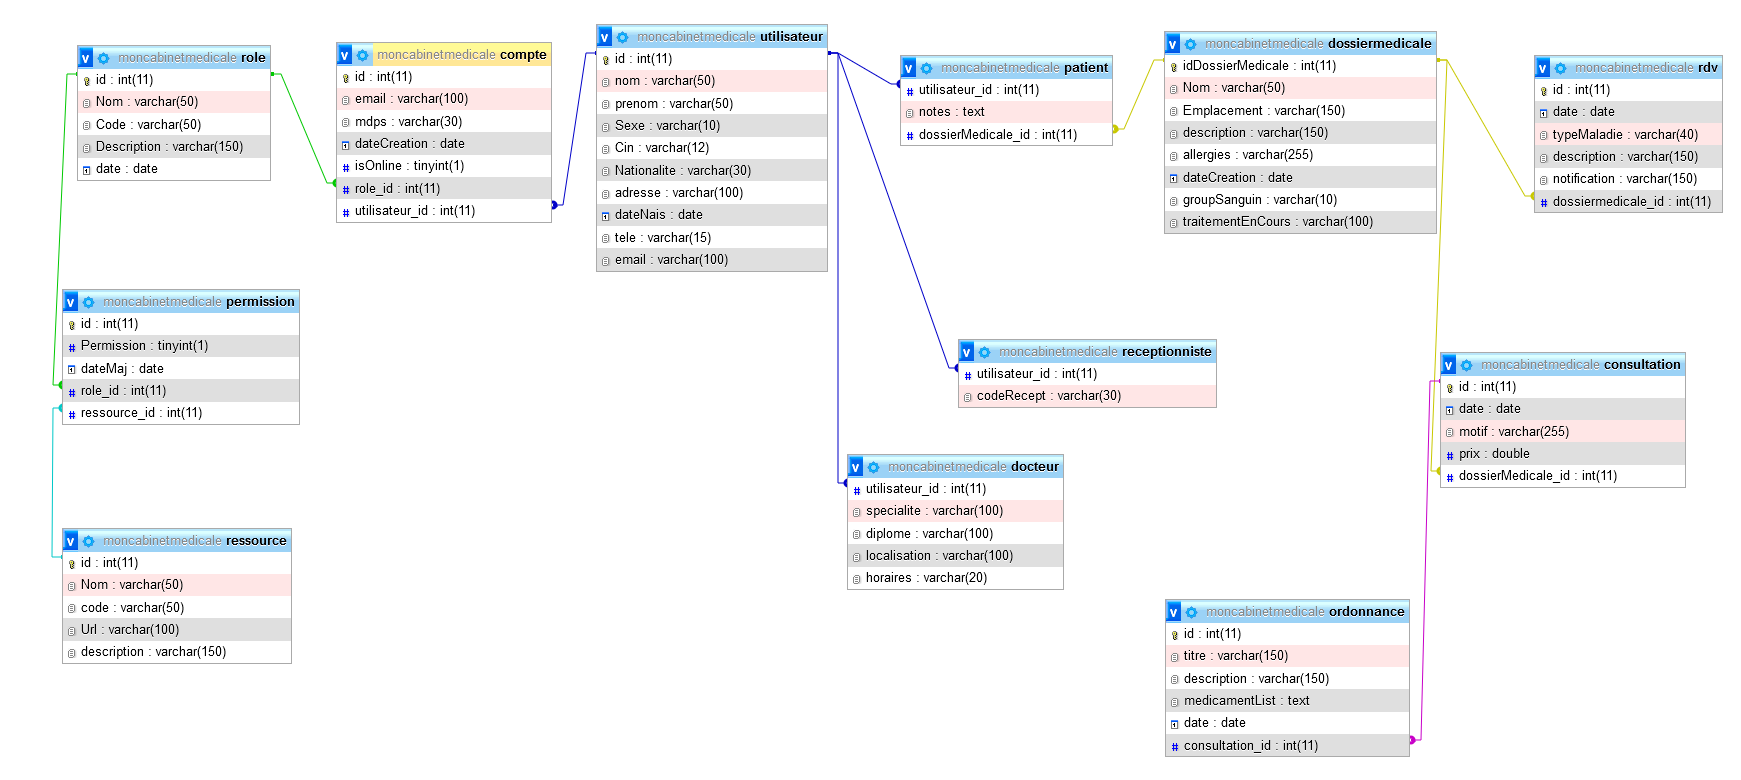 v moncabinetmedicale role
id : int(11)
Nom : varchar(50)
Code : varchar(50)
Description : varchar(150)
date : date
v moncabinetmedicale compte
id : int(11)
email : varchar(100)
mdps : varchar(30)
dateCreation : date
isOnline : tinyint(1)
role_id : int(11)
utilisateur_id : int(11)
v moncabinetmedicale utilisateur
id : int(11)
nom : varchar(50)
prenom : varchar(50)
Sexe : varchar(10)
Cin : varchar(12)
Nationalite : varchar(30)
adresse : varchar(100)
dateNais : date
tele : varchar(15)
email : varchar(100)
v moncabinetmedicale patient
utilisateur_id : int(11)
notes : text
dossierMedicale_id : int(11)
v moncabinetmedicale dossiermedicale
idDossierMedicale : int(11)
Nom : varchar(50)
Emplacement : varchar(150)
description : varchar(150)
allergies : varchar(255)
dateCreation : date
groupSanguin : varchar(10)
traitementEnCours : varchar(100)
v moncabinetmedicale rdv
id : int(11)
date : date
typeMaladie : varchar(40)
description : varchar(150)
notification : varchar(150)
dossiermedicale_id : int(11)
v moncabinetmedicale permission
id : int(11)
Permission : tinyint(1)
dateMaj : date
role_id : int(11)
ressource_id : int(11)
v moncabinetmedicale receptionniste
utilisateur_id : int(11)
codeRecept : varchar(30)
v moncabinetmedicale consultation
id : int(11)
date : date
motif : varchar(255)
prix : double
dossierMedicale_id : int(11)
v moncabinetmedicale docteur
utilisateur_id : int(11)
specialite : varchar(100)
diplome : varchar(100)
localisation : varchar(100)
horaires : varchar(20)
v moncabinetmedicale ressource
id : int(11)
Nom : varchar(50)
code : varchar(50)
Url : varchar(100)
description : varchar(150)
v moncabinetmedicale ordonnance
id : int(11)
titre : varchar(150)
description : varchar(150)
medicamentList : text
date : date
consultation_id : int(11)